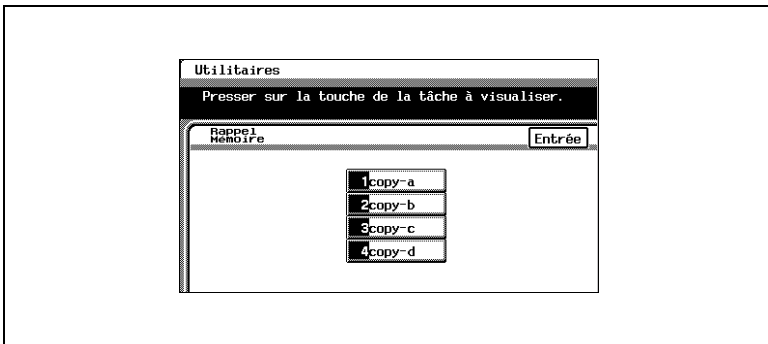 Utilitaires
Presser sur la touche de la tâche à visualiser.
Rappel
Mémoire
Entrée
1copy-a
2copy-b
3copy-c
4copy-d